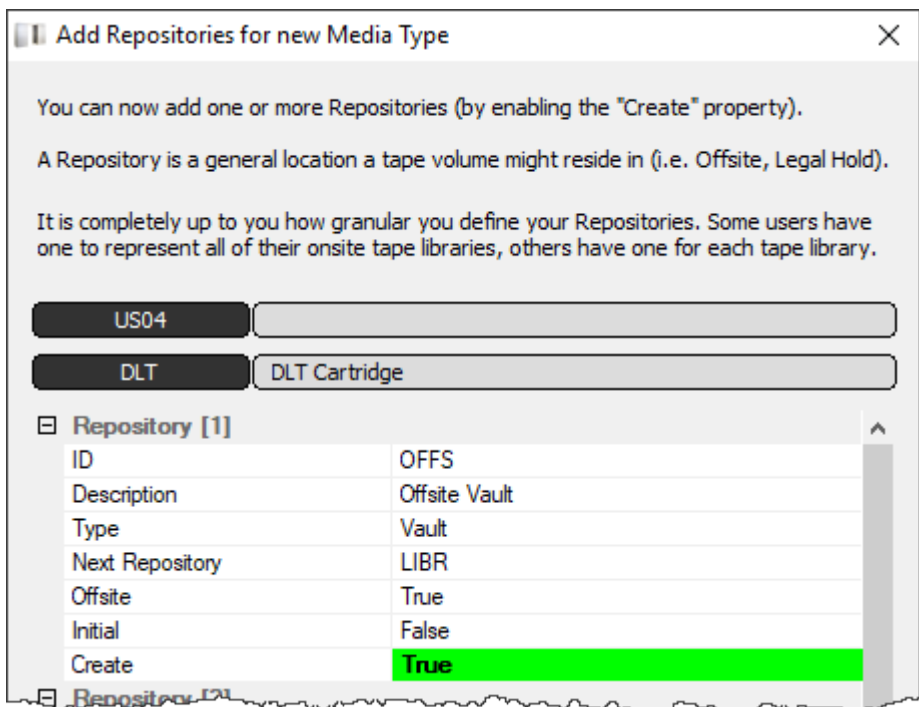 Add Repositories for new Media Type
You can now add one or more Repositories (by enabling the "Create" property).
A Repository is a general location a tape volume might reside in (i.e. Offsite, Legal Hold).
It is completely up to you how granular you define your Repositories. Some users have
one to represent all of their onsite tape libraries, others have one for each tape library.
US04
DLT DLT Cartridge
Repository [1]
ID OFFS
Description Offsite Vault
Type Vault
Next Repository LIBR
Offsite True
Initial False
Create True
Repository [2]